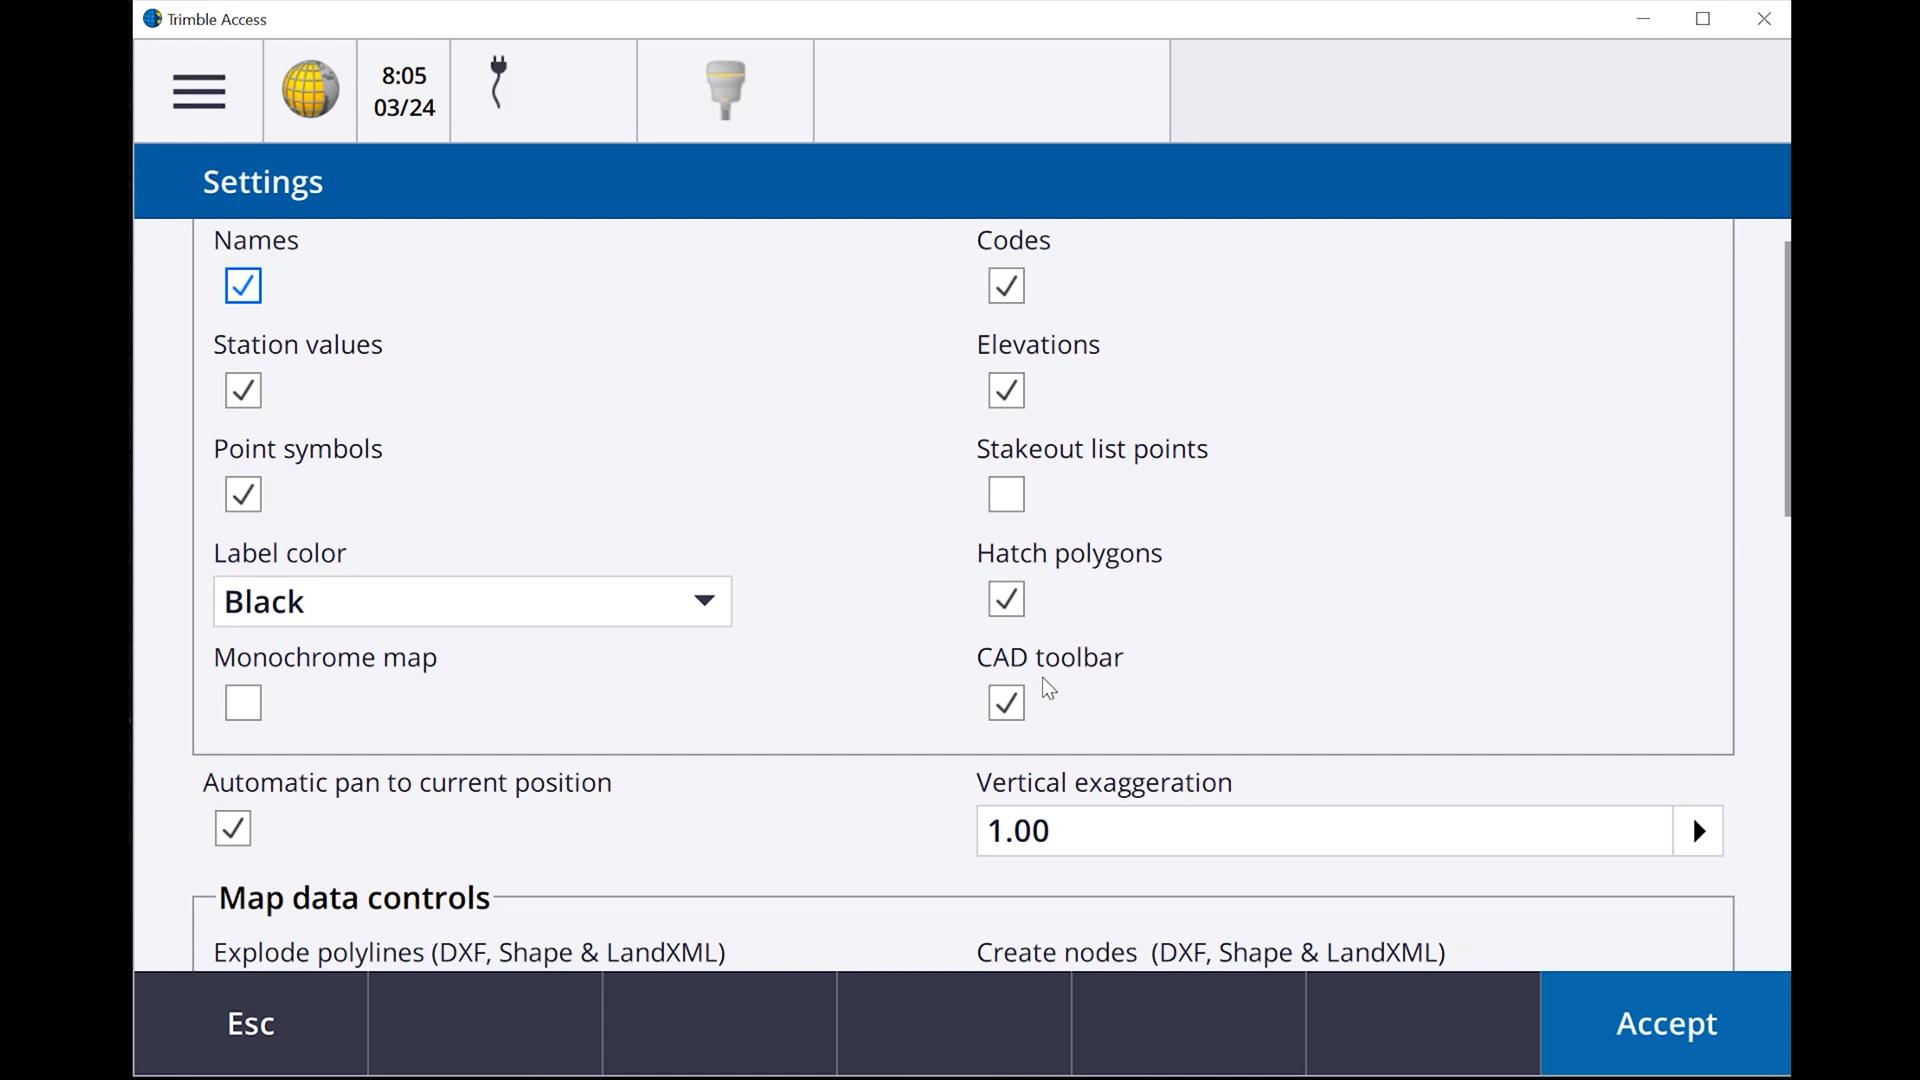 Trimble Access
8:05
03/24
Settings
Names
Codes
Station values
Elevations
Point symbols
Stakeout list points
Label color
Hatch polygons
Black
Monochrome map
CAD toolbar
Automatic pan to current position
Vertical exaggeration
1.00
Map data controls
Explode polylines (DXF, Shape & LandXML)
Create nodes (DXF, Shape & LandXML)
Esc
Accept